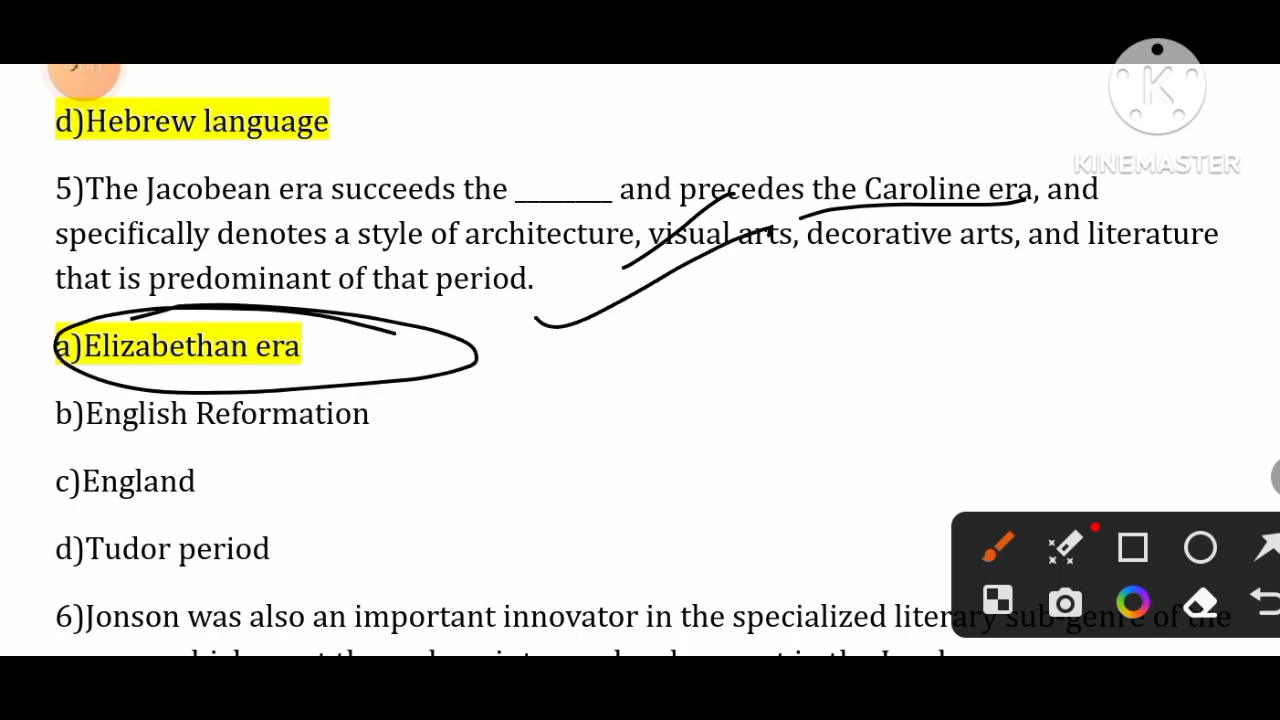 KINEMASTER
d)Hebrew language
5)The Jacobean era succeeds the ________ and precedes the Caroline era, and
specifically denotes a style of architecture, visual arts, decorative arts, and literature
that is predominant of that period.
a)Elizabethan era
b)English Reformation
c)England
d)Tudor period
6)Jonson was also an important innovator in the specialized literary sub-genre of the